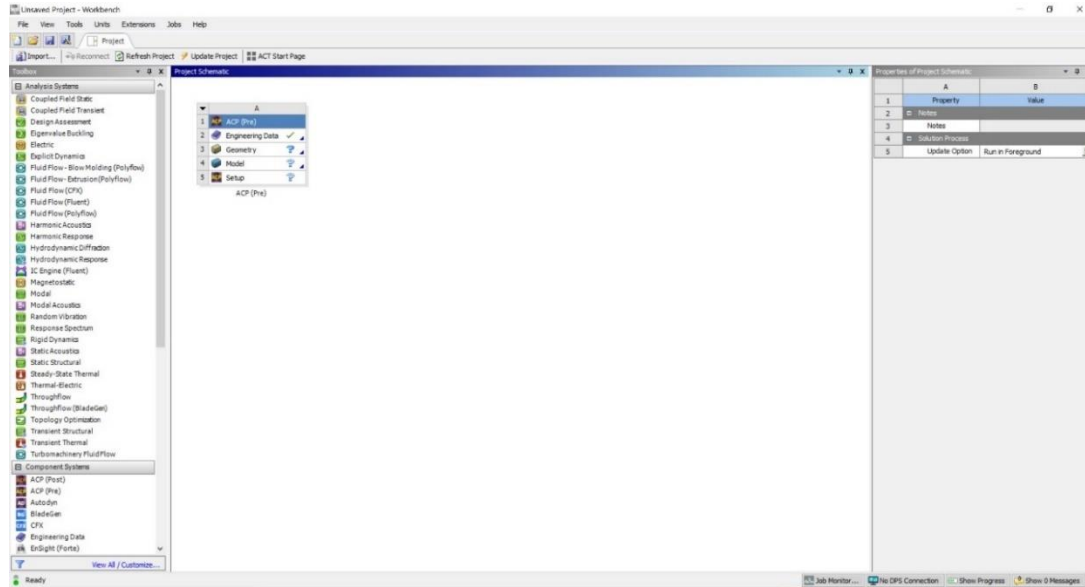 Unsaved Project - Workbench
File View Tools Units Extensions Jobs Help
Project
Import... Reconnect Refresh Project Update Project ACT Start Page
Toolbox
Analysis Systems
Coupled Field Static
Coupled Field Transient
Design Assessment
Eigenvalue Buckling
Electric
Explicit Dynamics
Fluid Flow - Blow Molding (Polyflow)
Fluid Flow - Extrusion (Polyflow)
Fluid Flow (CFX)
Fluid Flow (Fluent)
Fluid Flow (Polyflow)
Harmonic Acoustics
Harmonic Response
Hydrodynamic Diffraction
Hydrodynamic Response
IC Engine (Fluent)
Magnetostatic
Modal
Modal Acoustics
Random Vibration
Response Spectrum
Rigid Dynamics
Static Acoustics
Static Structural
Steady-State Thermal
Thermal-Electric
Throughflow
Throughflow (BladeGen)
Topology Optimization
Transient Structural
Transient Thermal
Turbomachinery Fluid Flow
Component Systems
ACP (Post)
ACP (Pre)
Autodyn
BladeGen
CFX
Engineering Data
EnSight (Forte)
View All / Customize...
Project Schematic
A
1 ACP (Pre)
2 Engineering Data
3 Geometry ?
4 Model ?
5 Setup ?
ACP (Pre)
Properties of Project Schematic
A B
1 Property Value
2 Notes
3 Notes
4 Solution Process
5 Update Option Run in Foreground
Ready
Job Monitor... No DPS Connection Show Progress Show 0 Messages